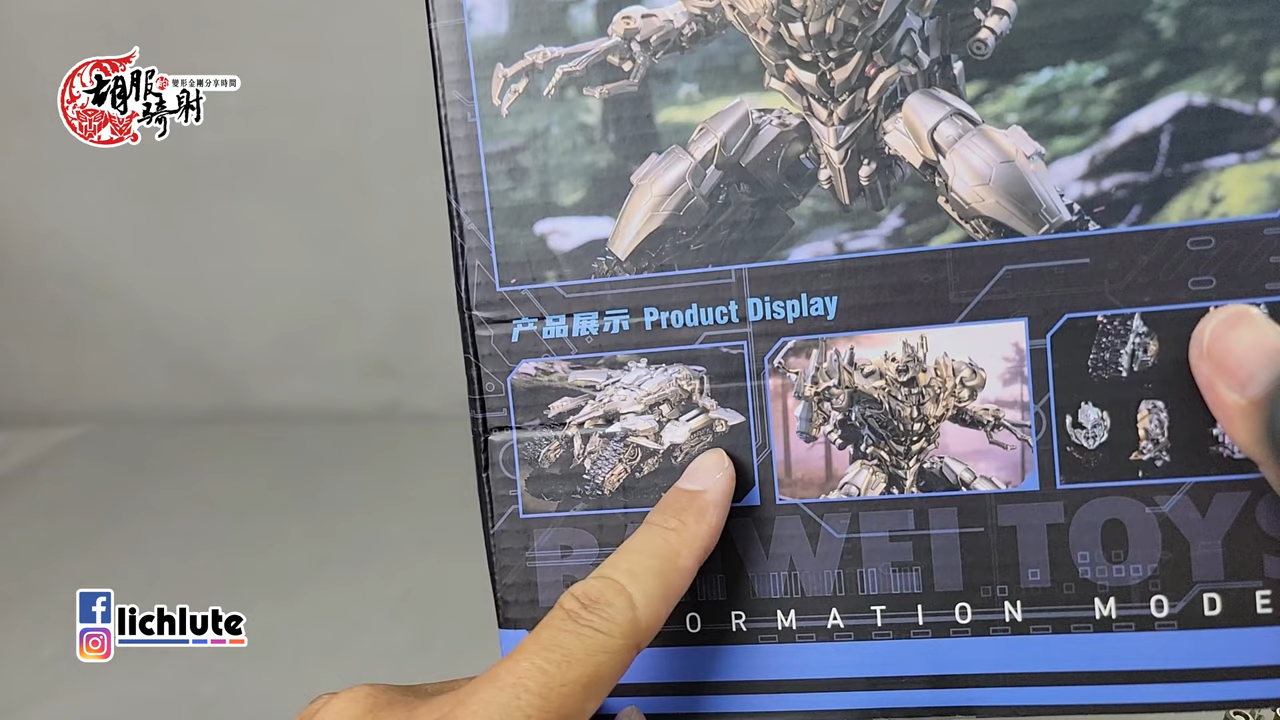 胡服
骑射
變形金剛分享時間
产品展示 Product Display
WEI TOYS
ORMATION MODE
lichlute